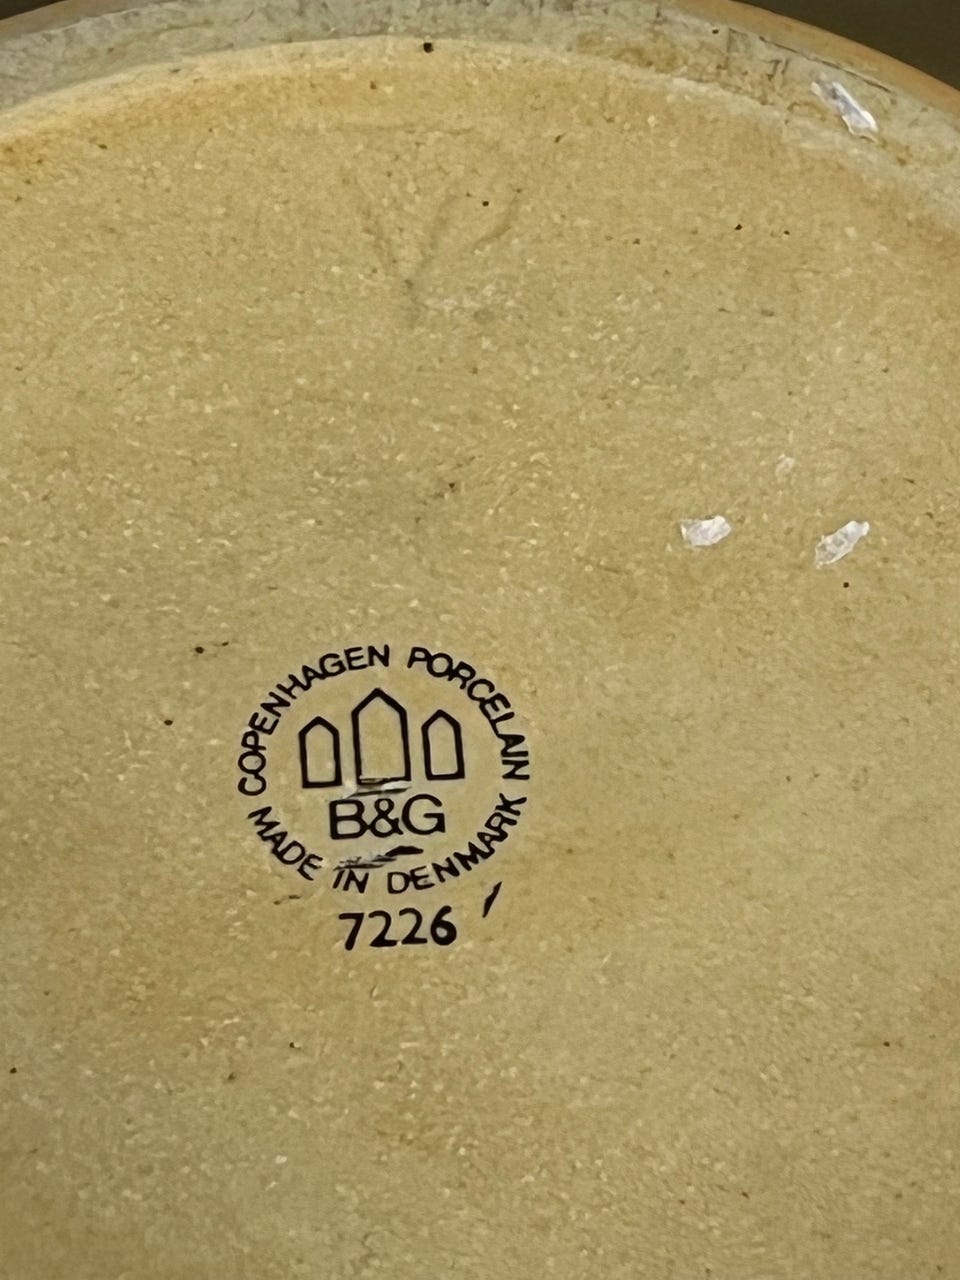 COPENHAGEN PORCELAIN
B&G
MADE IN DENMARK
7226